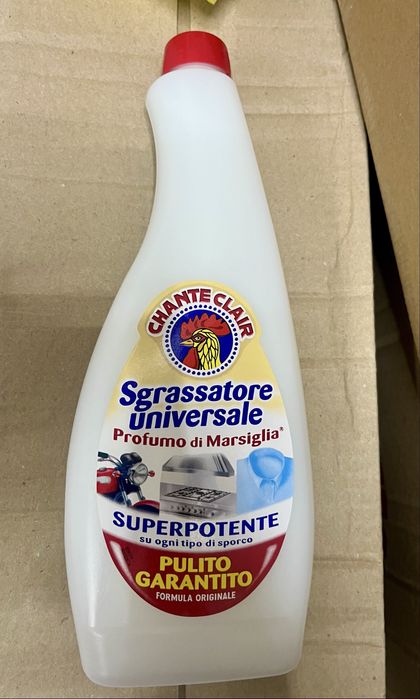 CHANTE CLAIR
Sgrassatore
universale
Profumo di Marsiglia*
SUPERPOTENTE
su ogni tipo di sporco
PULITO
GARANTITO
FORMULA ORIGINALE